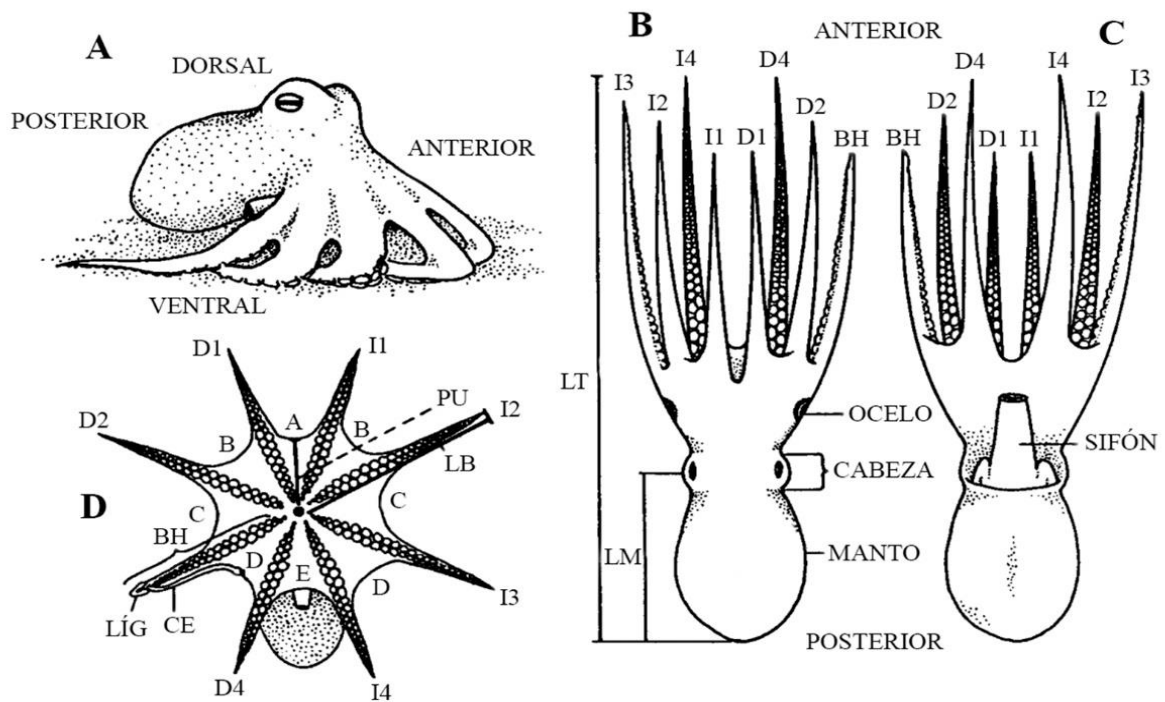 A
DORSAL
POSTERIOR
ANTERIOR
VENTRAL
B
ANTERIOR
C
I3
I2
I4
I1
D1
D4
D2
BH
BH
D2
D4
D1
I1
I4
I2
I3
LT
OCELO
CABEZA
SIFÓN
LM
MANTO
POSTERIOR
D
D1
I1
PU
I2
D2
B
A
B
LB
C
C
BH
D
E
D
I3
LÍG
CE
D4
I4